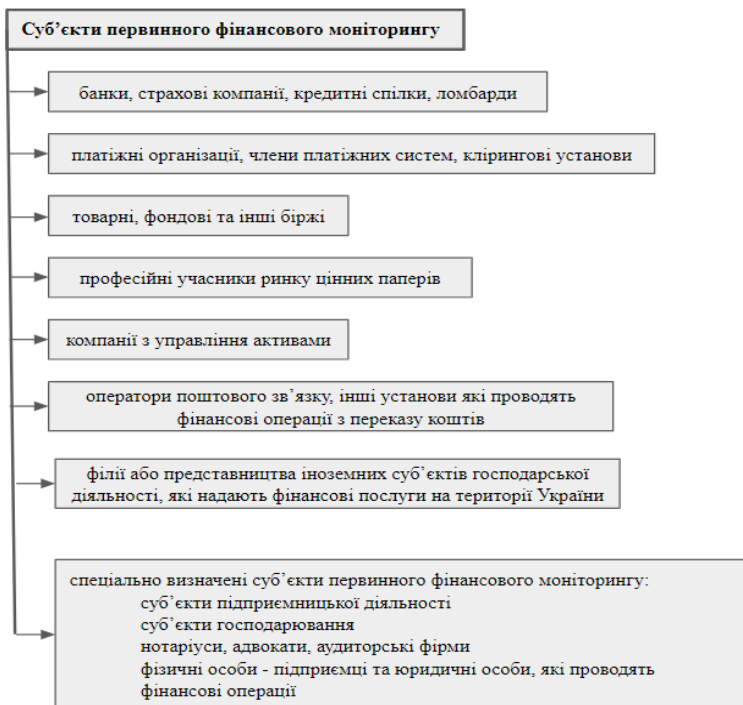 Суб’єкти первинного фінансового моніторингу
банки, страхові компанії, кредитні спілки, ломбарди
платіжні організації, члени платіжних систем, клірингові установи
товарні, фондові та інші біржі
професійні учасники ринку цінних паперів
компанії з управління активами
оператори поштового зв’язку, інші установи які проводять
фінансові операції з переказу коштів
філії або представництва іноземних суб’єктів господарської
діяльності, які надають фінансові послуги на території України
спеціально визначені суб’єкти первинного фінансового моніторингу:
суб’єкти підприємницької діяльності
суб’єкти господарювання
нотаріуси, адвокати, аудиторські фірми
фізичні особи - підприємці та юридичні особи, які проводять
фінансові операції